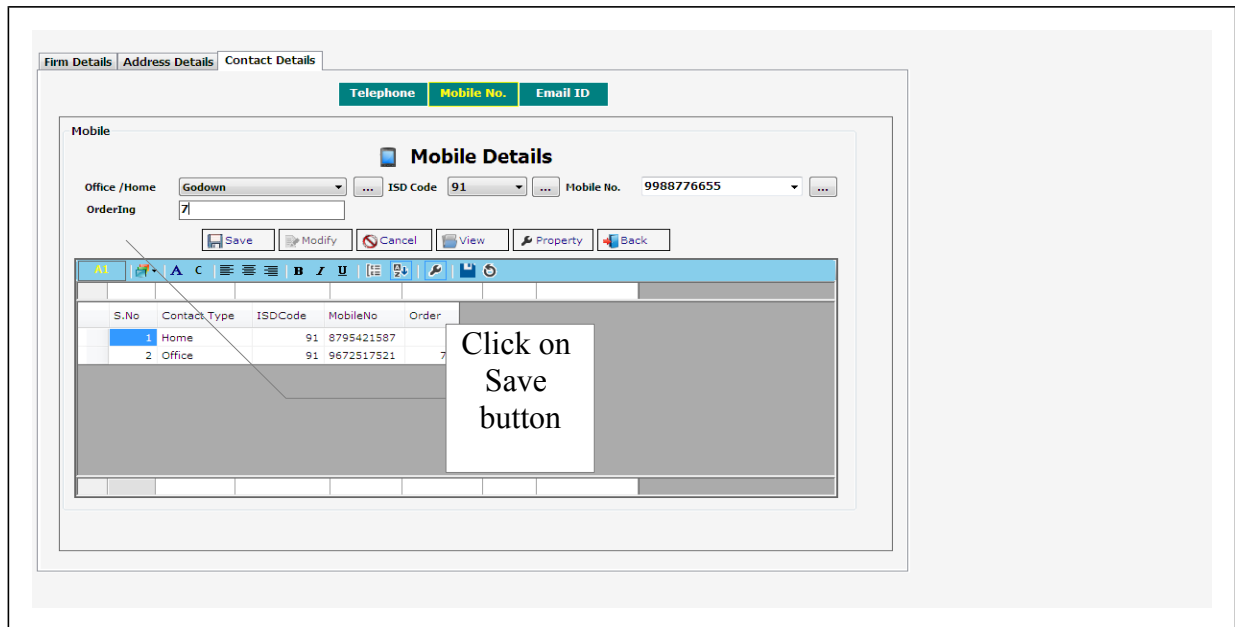 Firm Details Address Details Contact Details
Telephone Mobile No. Email ID
Mobile
Mobile Details
Office /Home Godown ... ISD Code 91 ... Mobile No. 9988776655 ...
OrderIng 7
Save Modify Cancel View Property Back
A1 A C B I U
S.No Contact Type ISDCode MobileNo Order
1 Home 91 8795421587
2 Office 91 9672517521 7
Click on
Save
button